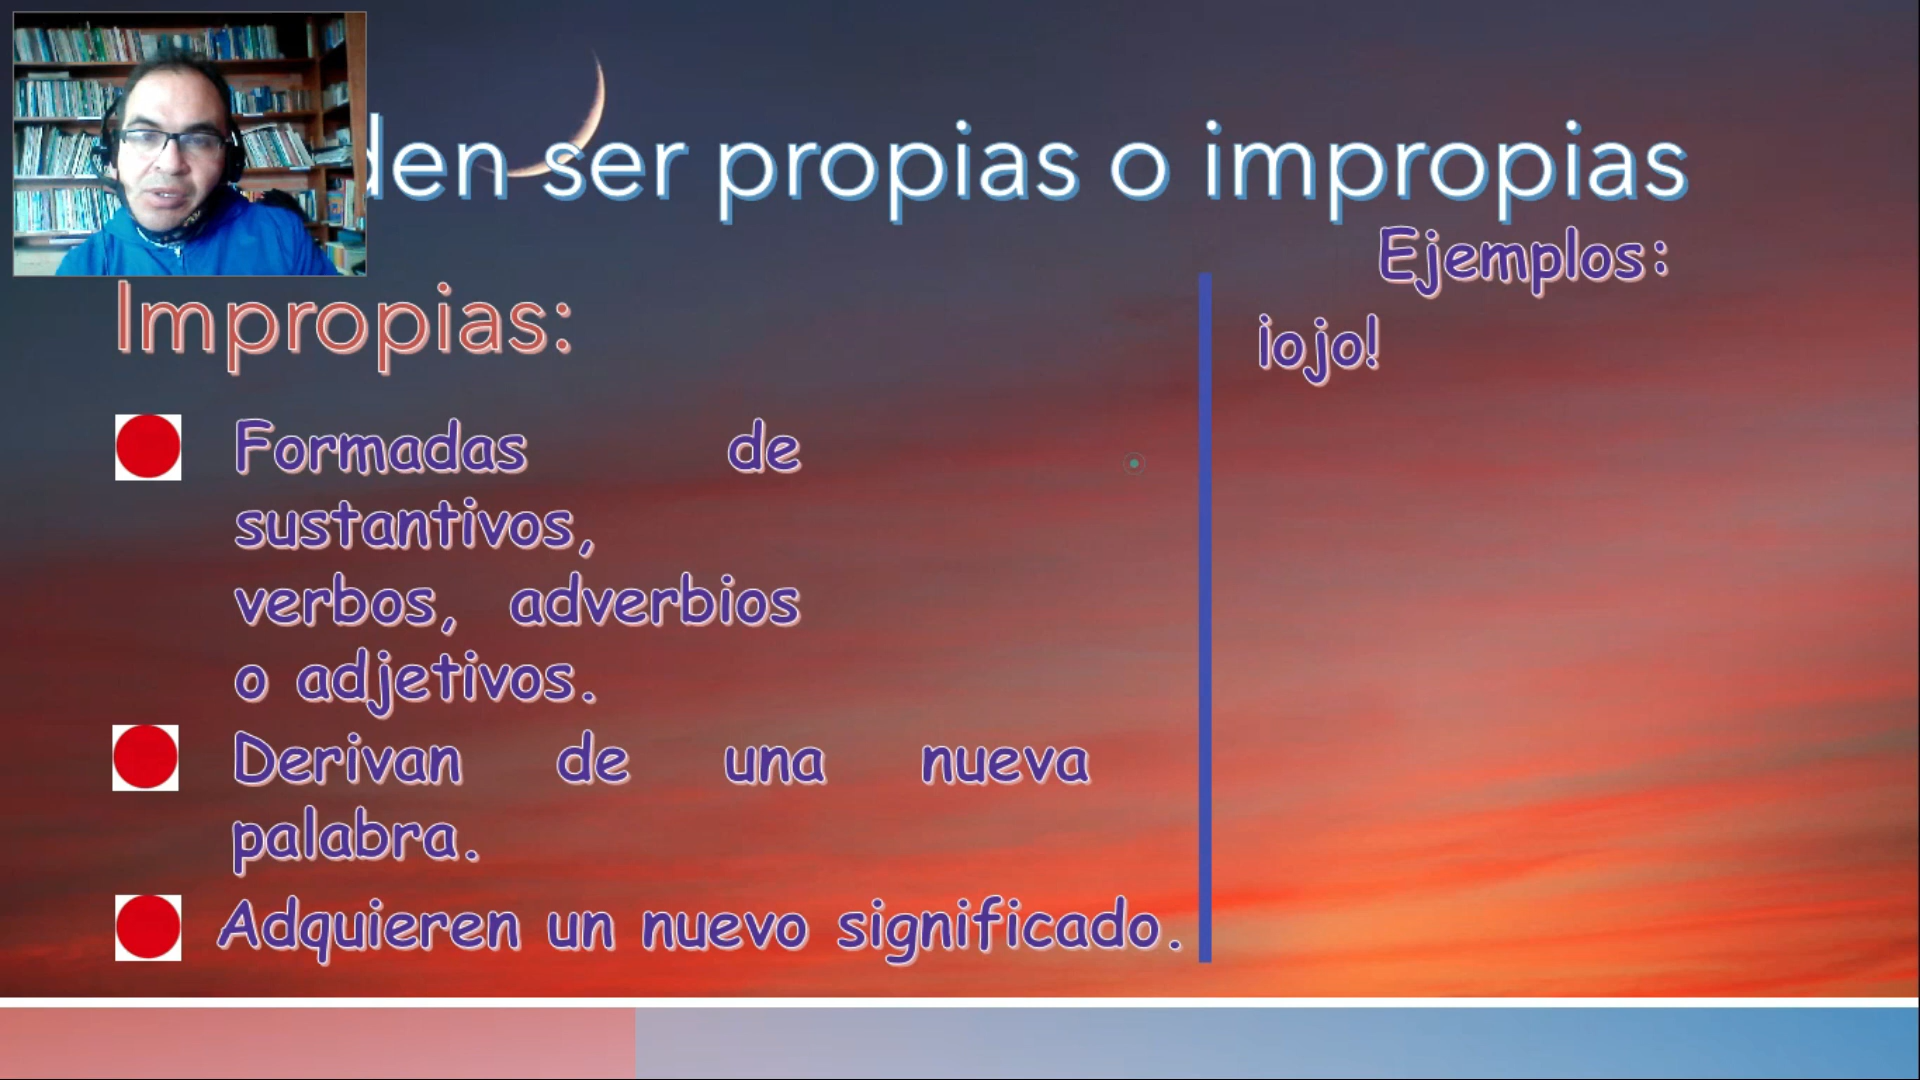 den ser propias o impropias
Ejemplos:
Impropias:
¡ojo!
Formadas de
sustantivos,
verbos, adverbios
o adjetivos.
Derivan de una nueva
palabra.
Adquieren un nuevo significado.